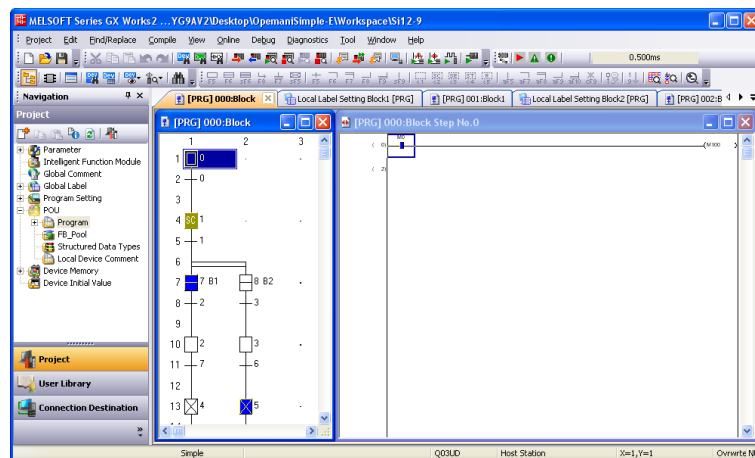 MELSOFT Series GX Works2 ...YG9AV2\Desktop\OpemaniSimple-E\Workspace\Si12-9
Project Edit Find/Replace Compile View Online Debug Diagnostics Tool Window Help
0.500ms
Navigation
[PRG] 000:Block
Local Label Setting Block1 [PRG]
[PRG] 001:Block1
Local Label Setting Block2 [PRG]
[PRG] 002:B
Project
[PRG] 000:Block
[PRG] 000:Block Step No.0
Parameter
Intelligent Function Module
Global Comment
Global Label
Program Setting
POU
Program
FB_Pool
Structured Data Types
Local Device Comment
Device Memory
Device Initial Value
Project
User Library
Connection Destination
1 2 3
1 0
2 0
3
4 SC 1
5 1
6
7 7 B1 8 B2
8 2 3
9
10 2 3
11 7 6
12
13 4 5
M0
( 0) (M100 )
( 2)
Simple Q03UD Host Station X=1,Y=1 Ovrwrte